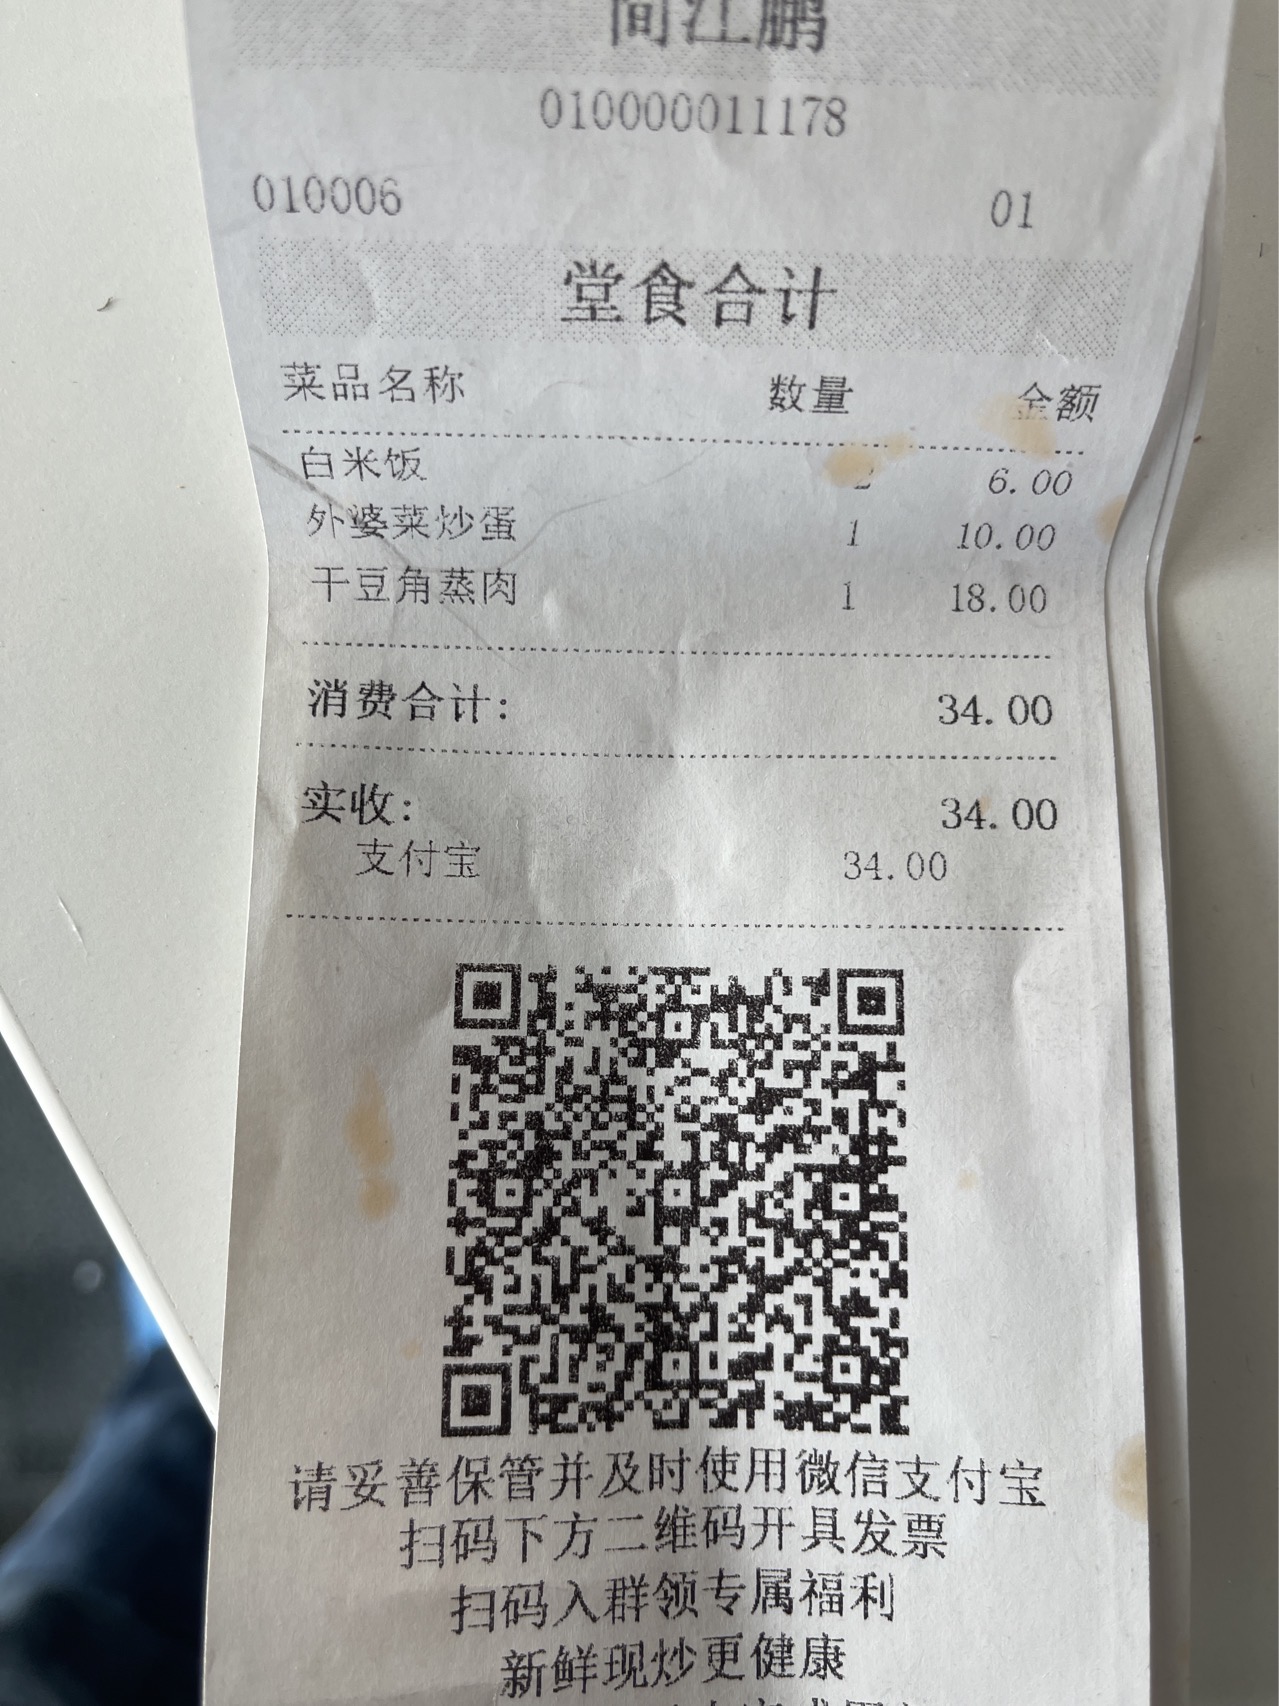 简江鹏
010000011178
010006 01
堂食合计
菜品名称 数量 金额
白米饭 2 6.00
外婆菜炒蛋 1 10.00
干豆角蒸肉 1 18.00
消费合计: 34.00
实收: 34.00
支付宝 34.00
请妥善保管并及时使用微信支付宝
扫码下方二维码开具发票
扫码入群领专属福利
新鲜现炒更健康